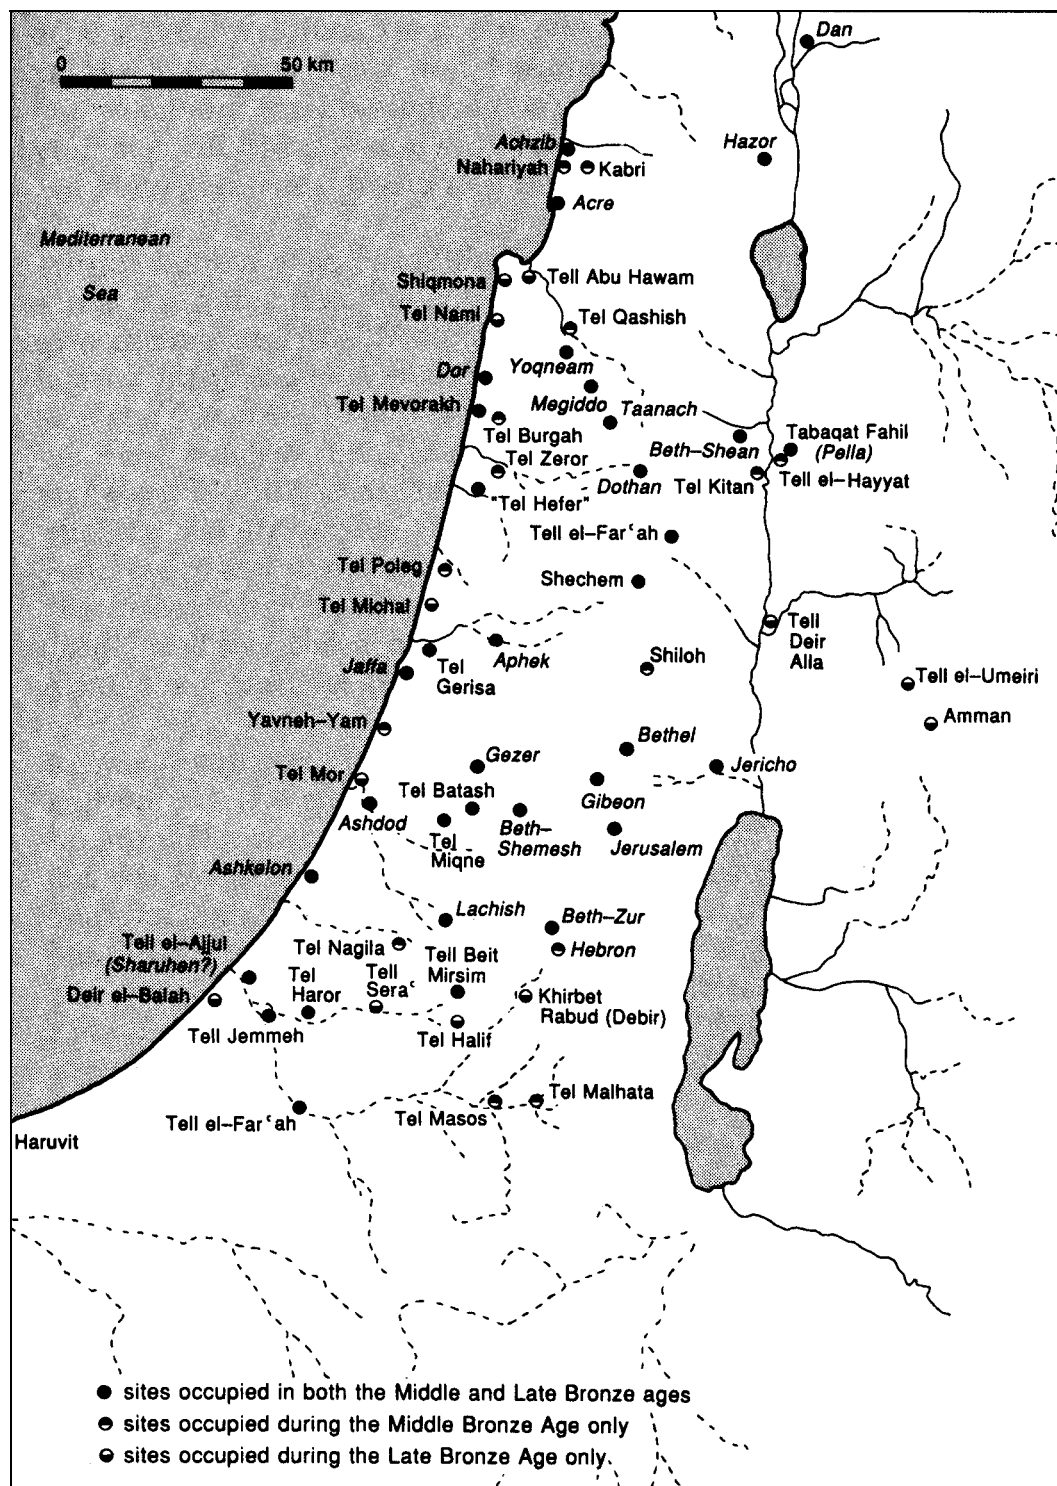 0 50 km
Dan
Achzib
Hazor
Nahariyah
Kabri
Acre
Mediterranean
Sea
Shiqmona
Tell Abu Hawam
Tel Nami
Tel Qashish
Dor
Yoqneam
Tel Mevorakh
Megiddo
Taanach
Tel Burgah
Beth–Shean
Tabaqat Fahil
(Pella)
Tel Zeror
Dothan
Tel Kitan
Tell el–Hayyat
"Tel Hefer"
Tell el–Farʿah
Tel Poleg
Shechem
Tel Michal
Tell
Deir
Alla
Jaffa
Tel
Gerisa
Aphek
Shiloh
Tell el–Umeiri
Yavneh–Yam
Amman
Bethel
Gezer
Jericho
Tel Mor
Tel Batash
Gibeon
Ashdod
Tel
Miqne
Beth–
Shemesh
Jerusalem
Ashkelon
Lachish
Beth–Zur
Tell el–Ajjul
(Sharuhen?)
Tel Nagila
Tell Beit
Mirsim
Hebron
Deir el–Balah
Tel
Haror
Tell
Seraʿ
Khirbet
Rabud (Debir)
Tell Jemmeh
Tel Halif
Tel Malhata
Tell el–Farʿah
Tel Masos
Haruvit
sites occupied in both the Middle and Late Bronze ages
sites occupied during the Middle Bronze Age only
sites occupied during the Late Bronze Age only